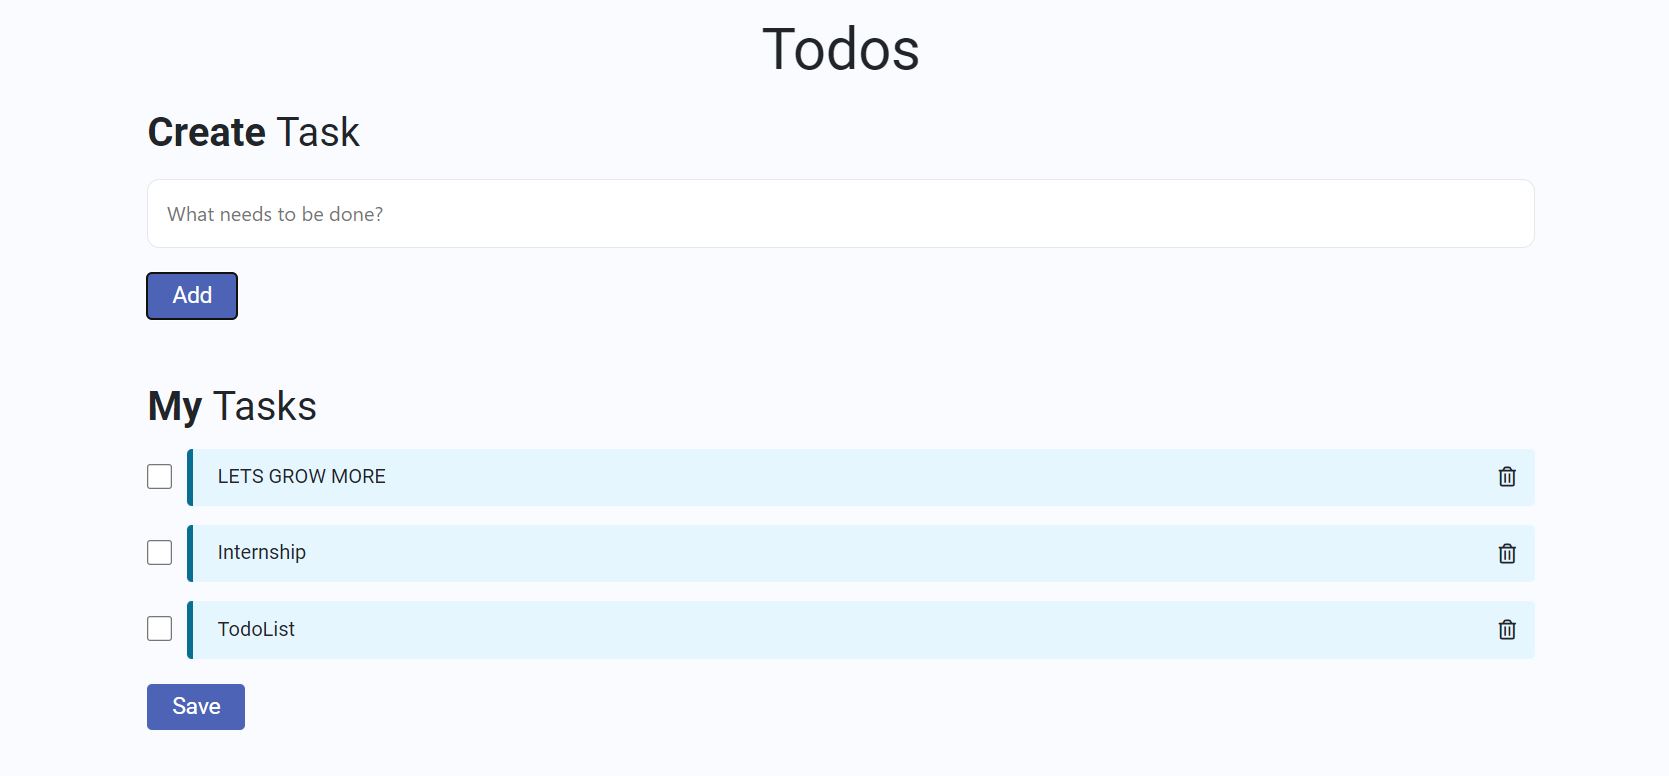 Todos
Create Task
What needs to be done?
Add
My Tasks
LETS GROW MORE
Internship
TodoList
Save